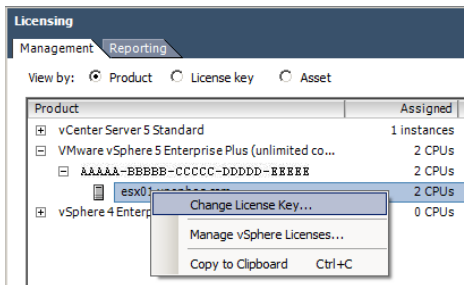 Licensing
Management Reporting
View by: Product License key Asset
Product Assigned
vCenter Server 5 Standard 1 instances
VMware vSphere 5 Enterprise Plus (unlimited co... 2 CPUs
AAAAA-BBBBB-CCCCC-DDDDD-EEEEE 2 CPUs
esx01. 2 CPUs
Change License Key...
vSphere 4 Enterp 0 CPUs
Manage vSphere Licenses...
Copy to Clipboard Ctrl+C